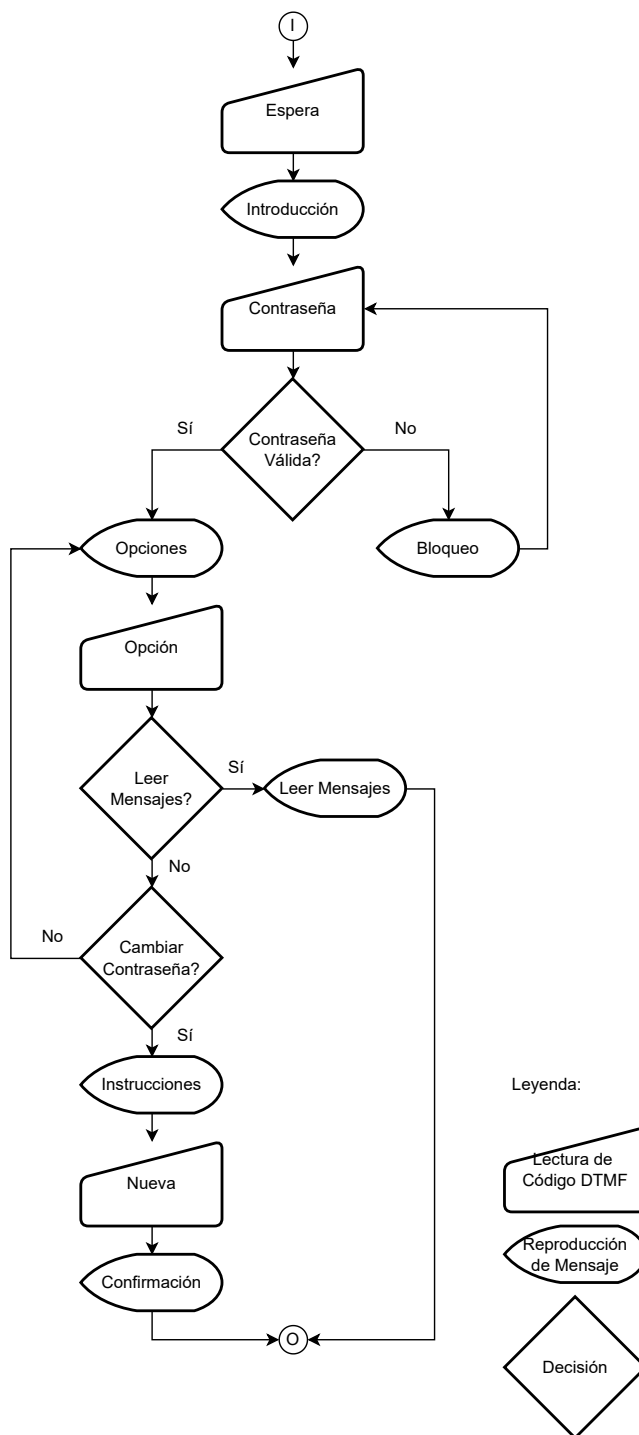 I
Espera
Introducción
Contraseña
Contraseña
Válida?
Sí
No
Opciones
Bloqueo
Opción
Leer
Mensajes?
Sí
Leer Mensajes
No
Cambiar
Contraseña?
No
Sí
Instrucciones
Nueva
Confirmación
O
Leyenda:
Lectura de
Código DTMF
Reproducción
de Mensaje
Decisión